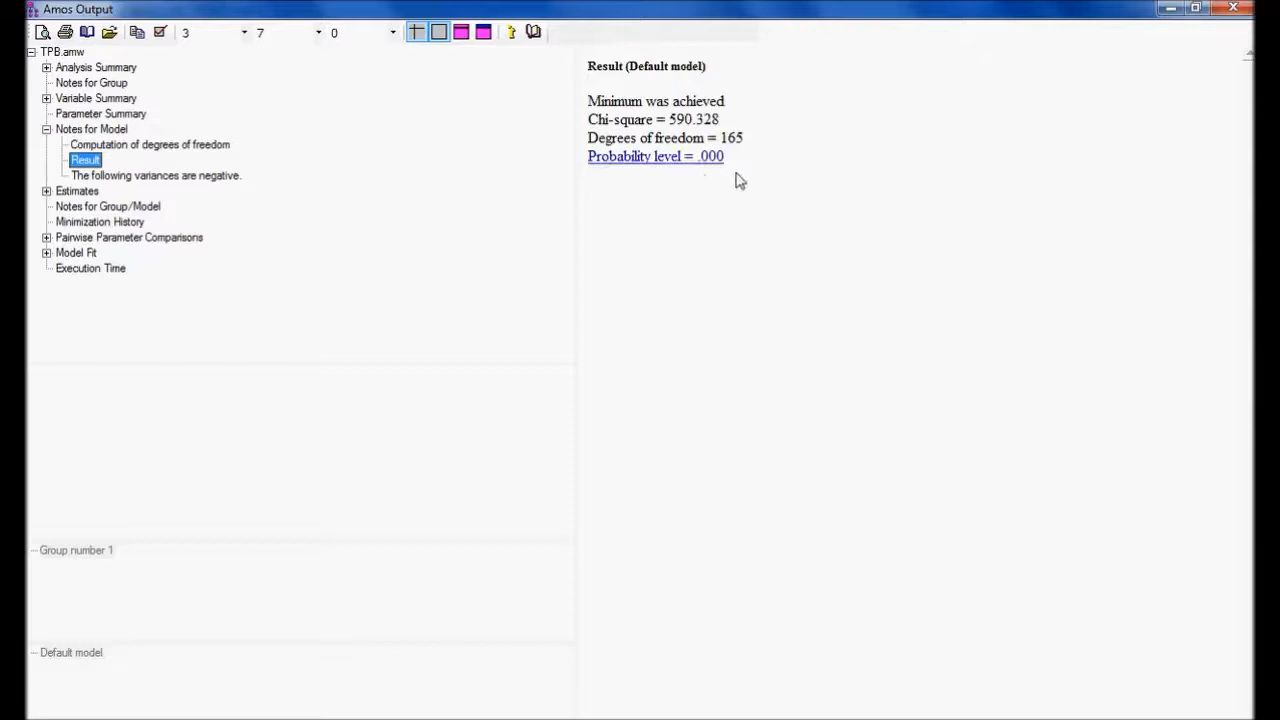 Amos Output
3 7 0
TPB.amw
Analysis Summary
Notes for Group
Variable Summary
Parameter Summary
Notes for Model
Computation of degrees of freedom
Result
The following variances are negative.
Estimates
Notes for Group/Model
Minimization History
Pairwise Parameter Comparisons
Model Fit
Execution Time
Group number 1
Default model
Result (Default model)
Minimum was achieved
Chi-square = 590.328
Degrees of freedom = 165
Probability level = .000